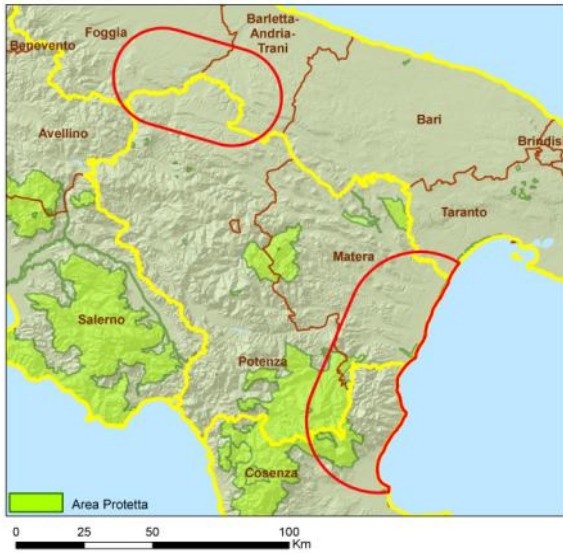 Barletta-
Andria-
Trani
Foggia
Benevento
Avellino
Bari
Brindisi
Taranto
Matera
Salerno
Potenza
Cosenza
Area Protetta
0 25 50 100
Km